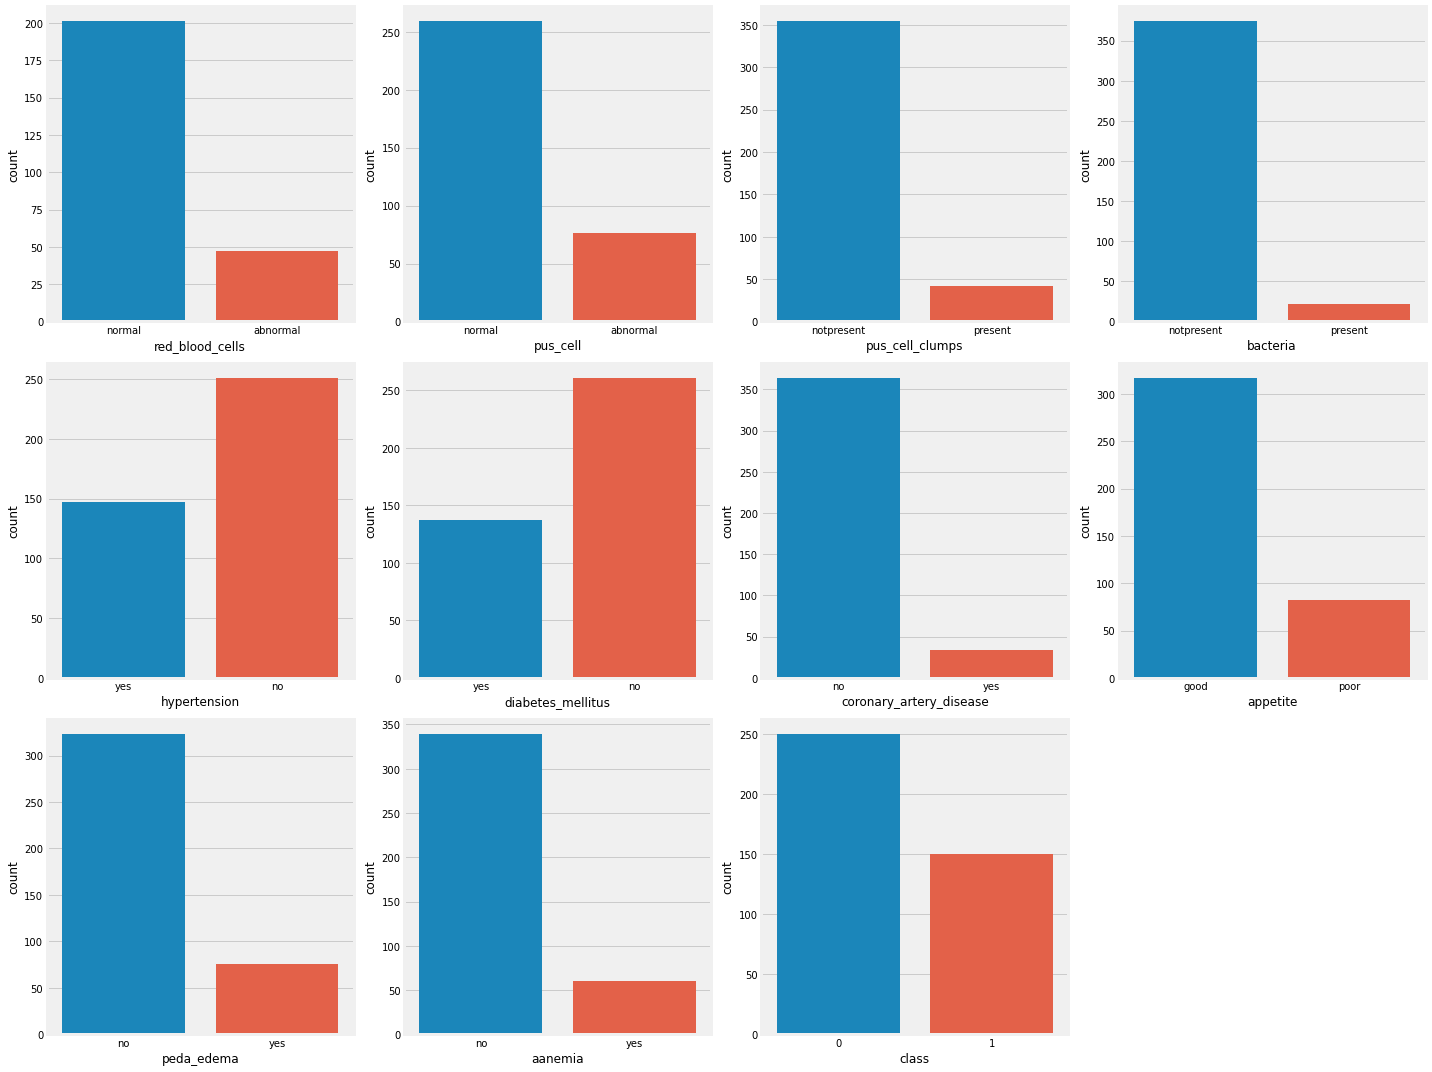 200
175
150
125
100
75
50
25
0
count
normal abnormal
red_blood_cells
250
200
150
100
50
0
count
normal abnormal
pus_cell
350
300
250
200
150
100
50
0
count
notpresent present
pus_cell_clumps
350
300
250
200
150
100
50
0
count
notpresent present
bacteria
250
200
150
100
50
0
count
yes no
hypertension
250
200
150
100
50
0
count
yes no
diabetes_mellitus
350
300
250
200
150
100
50
0
count
no yes
coronary_artery_disease
300
250
200
150
100
50
0
count
good poor
appetite
300
250
200
150
100
50
0
count
no yes
peda_edema
350
300
250
200
150
100
50
0
count
no yes
aanemia
250
200
150
100
50
0
count
0 1
class